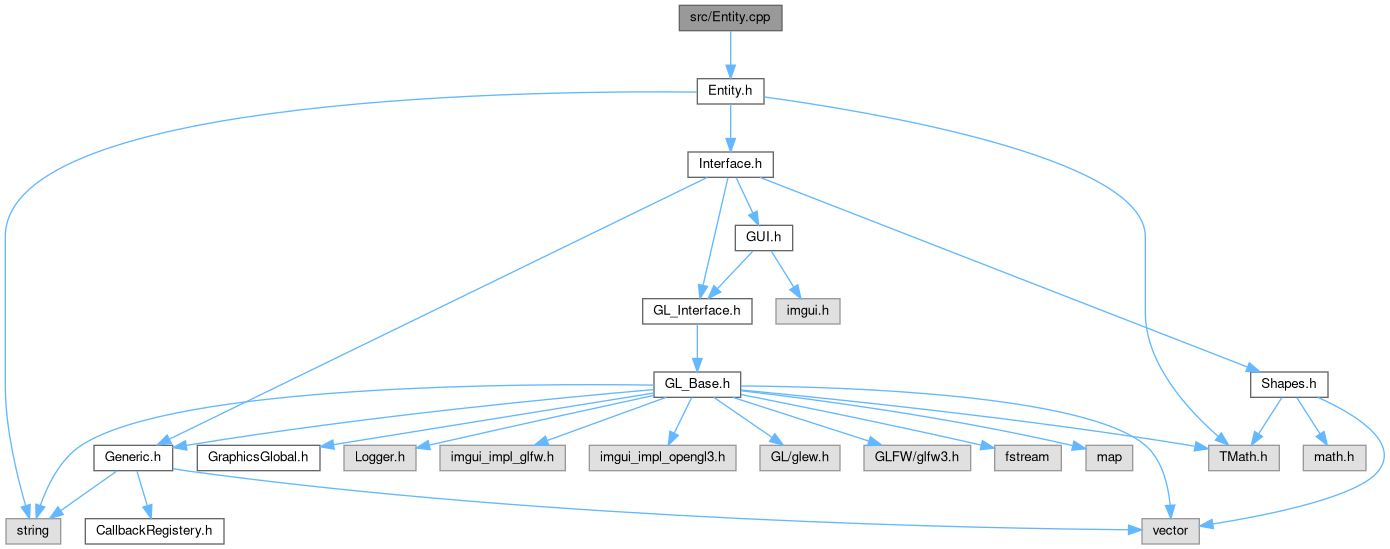 src/Entity.cpp
Entity.h
Interface.h
GUI.h
GL_Interface.h
imgui.h
GL_Base.h
Shapes.h
Generic.h
GraphicsGlobal.h
Logger.h
imgui_impl_glfw.h
imgui_impl_opengl3.h
GL/glew.h
GLFW/glfw3.h
fstream
map
TMath.h
math.h
string
CallbackRegistery.h
vector